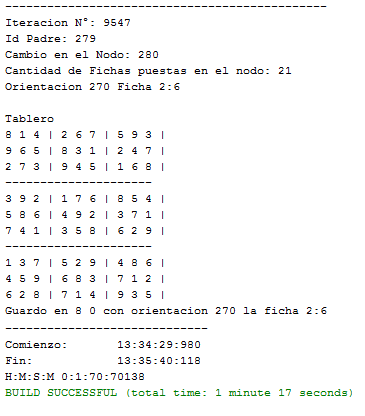 ---------------------------------------------
Iteracion N°: 9547
Id Padre: 279
Cambio en el Nodo: 280
Cantidad de Fichas puestas en el nodo: 21
Orientacion 270 Ficha 2:6
Tablero
8 1 4 | 2 6 7 | 5 9 3 |
9 6 5 | 8 3 1 | 2 4 7 |
2 7 3 | 9 4 5 | 1 6 8 |
---------------------
3 9 2 | 1 7 6 | 8 5 4 |
5 8 6 | 4 9 2 | 3 7 1 |
7 4 1 | 3 5 8 | 6 2 9 |
---------------------
1 3 7 | 5 2 9 | 4 8 6 |
4 5 9 | 6 8 3 | 7 1 2 |
6 2 8 | 7 1 4 | 9 3 5 |
Guardo en 8 0 con orientacion 270 la ficha 2:6
-----------------------------
Comienzo: 13:34:29:980
Fin: 13:35:40:118
H:M:S:M 0:1:70:70138
BUILD SUCCESSFUL (total time: 1 minute 17 seconds)